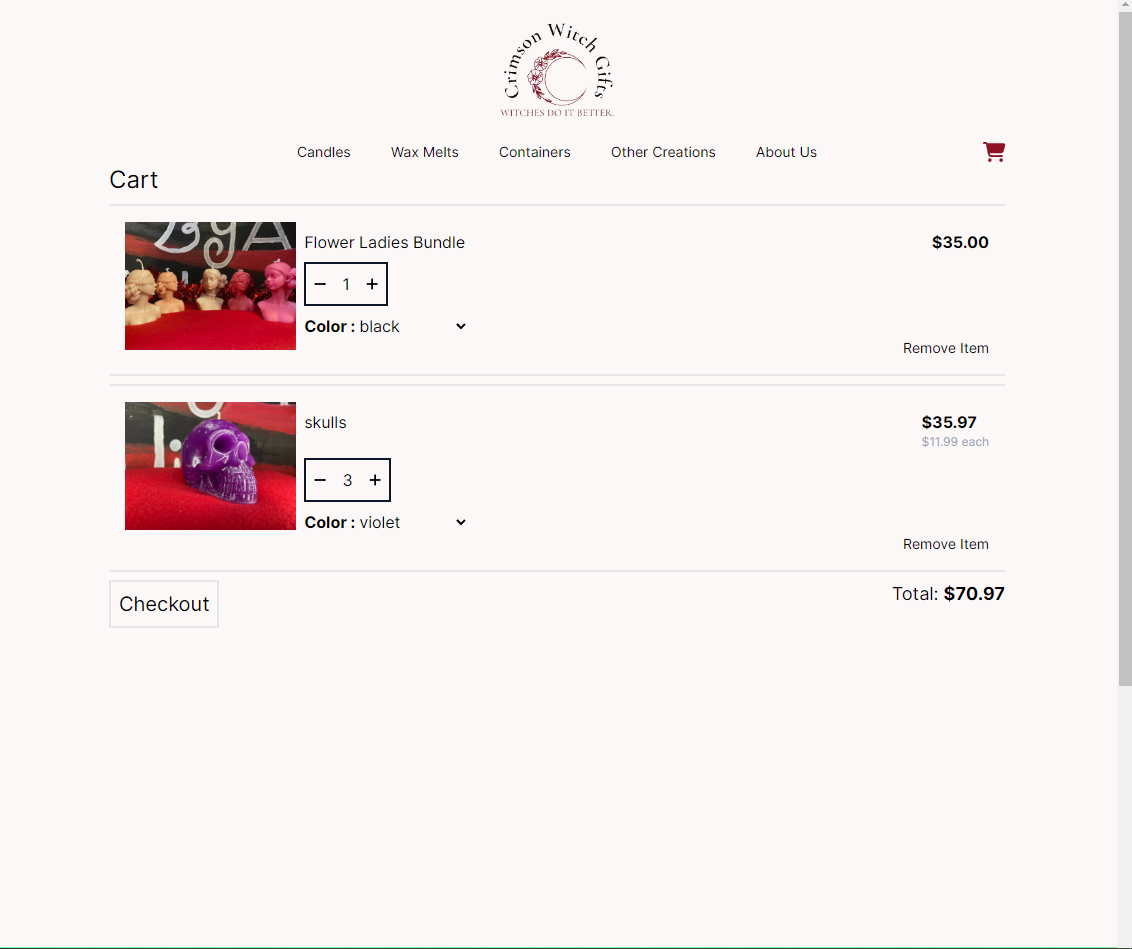 Crimson Witch Gifts
WITCHES DO IT BETTER.
Candles Wax Melts Containers Other Creations About Us
Cart
Flower Ladies Bundle $35.00
1
Color : black
Remove Item
skulls $35.97
$11.99 each
3
Color : violet
Remove Item
Checkout Total: $70.97